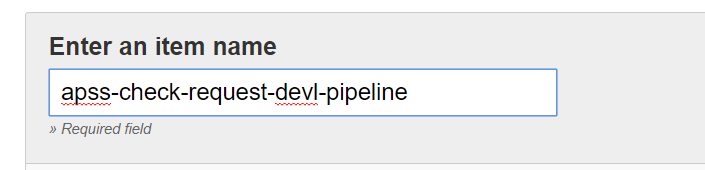 Enter an item name
apss-check-request-devl-pipeline
» Required field